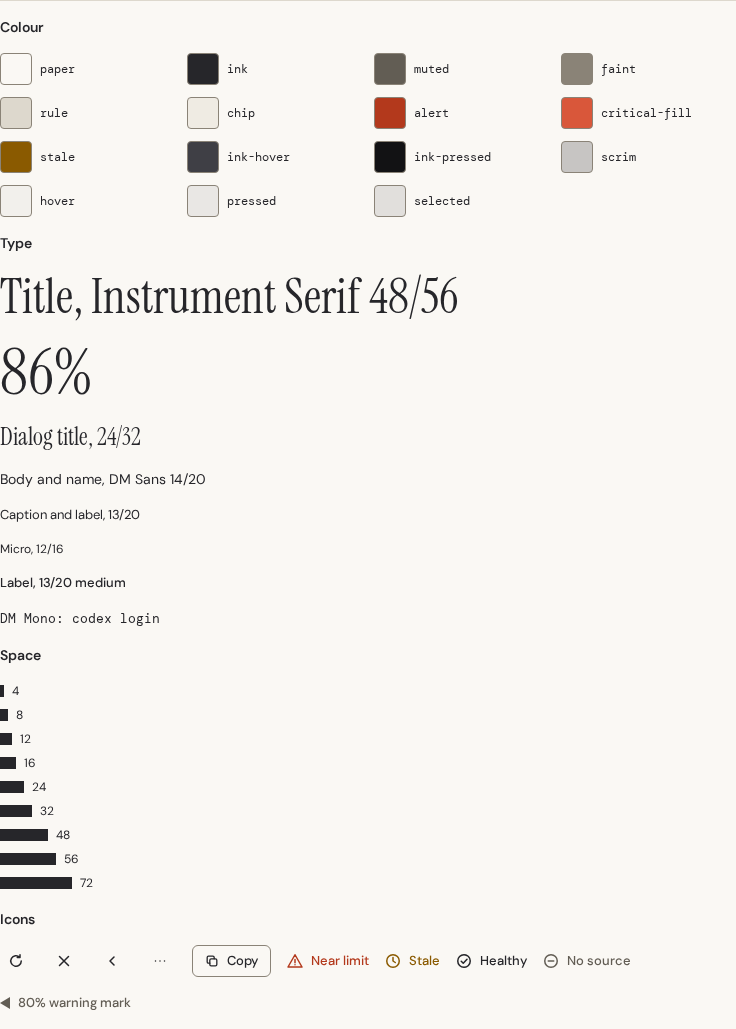 Colour
paper
ink
muted
faint
rule
chip
alert
critical-fill
stale
ink-hover
ink-pressed
scrim
hover
pressed
selected
Type
Title, Instrument Serif 48/56
86%
Dialog title, 24/32
Body and name, DM Sans 14/20
Caption and label, 13/20
Micro, 12/16
Label, 13/20 medium
DM Mono: codex login
Space
4
8
12
16
24
32
48
56
72
Icons
Copy
Near limit
Stale
Healthy
No source
80% warning mark